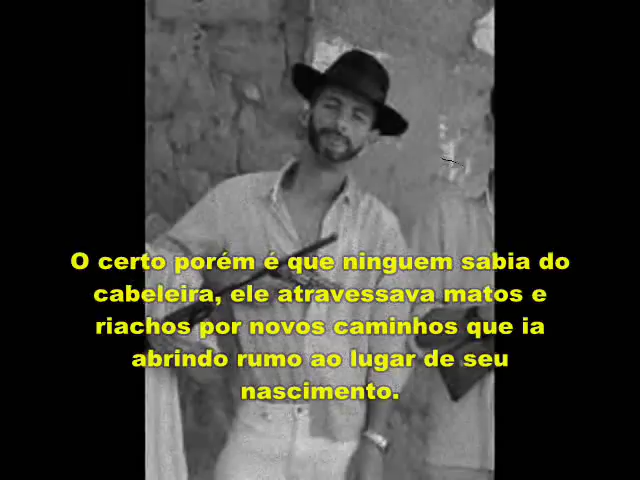 O certo porém é que ninguem sabia do
cabeleira, ele atravessava matos e
riachos por novos caminhos que ia
abrindo rumo ao lugar de seu
nascimento.